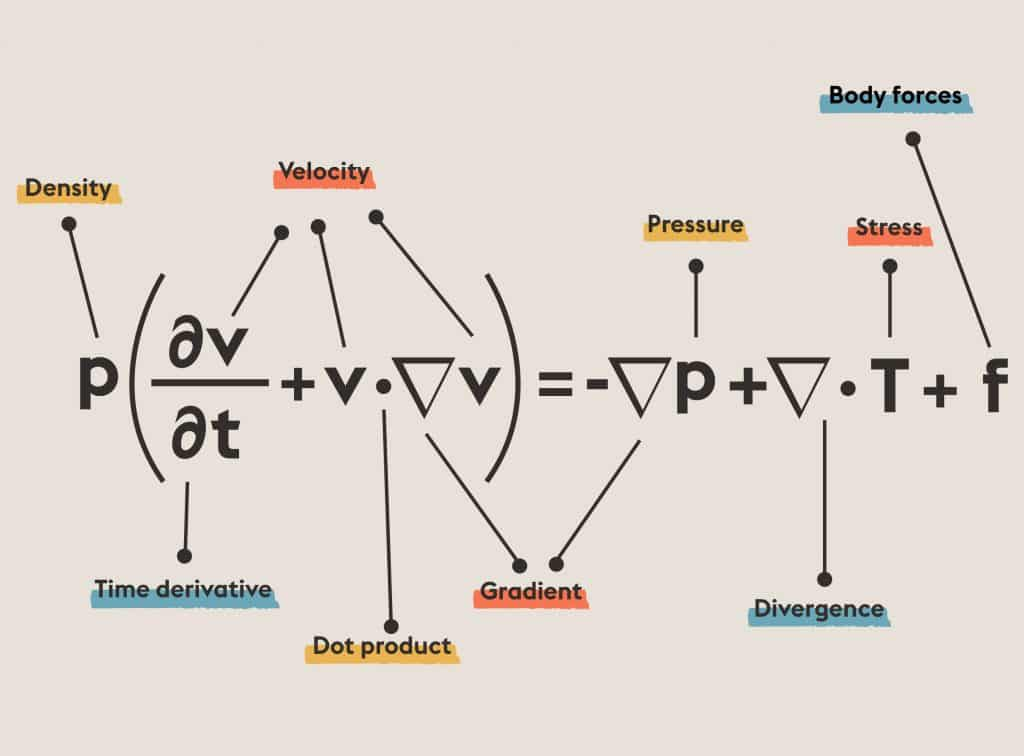 Body forces
Density
Velocity
Pressure
Stress
p(∂v/∂t + v · ∇v) = -∇p + ∇ · T + f
Time derivative
Gradient
Divergence
Dot product